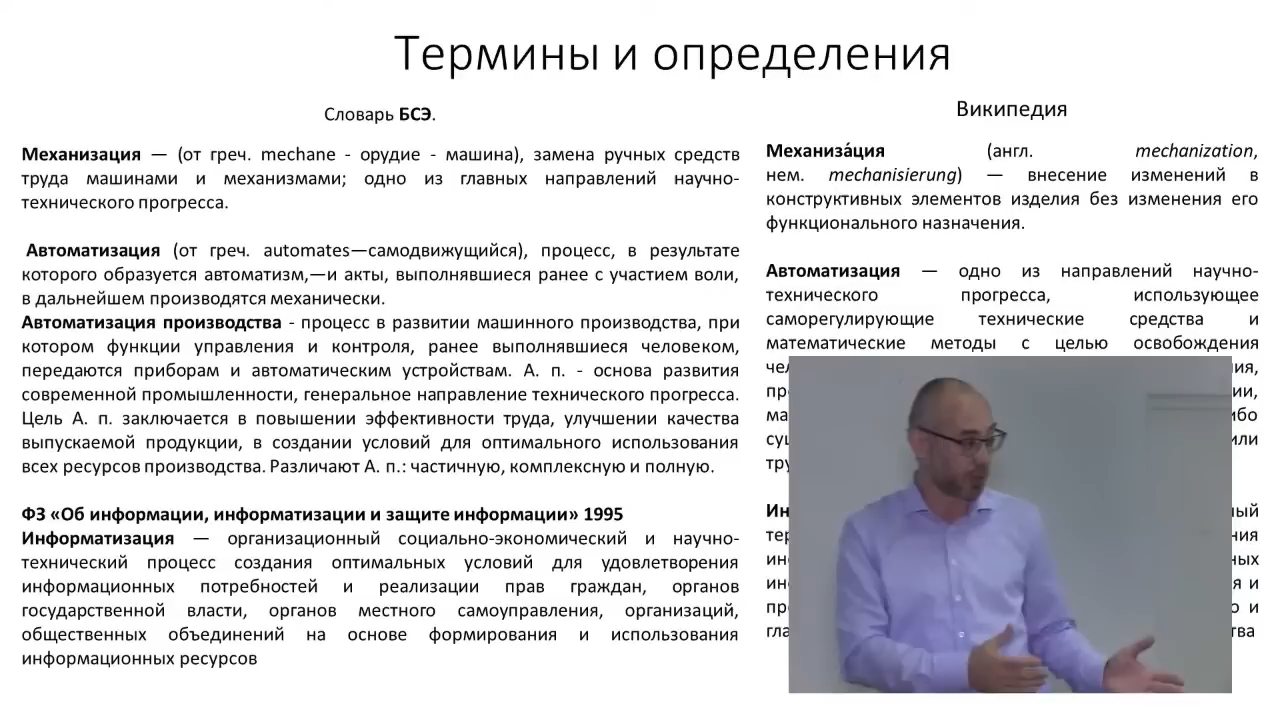 Термины и определения
Словарь БСЭ.
Механизация — (от греч. mechane - орудие - машина), замена ручных средств
труда машинами и механизмами; одно из главных направлений научно-
технического прогресса.
Автоматизация (от греч. automates—самодвижущийся), процесс, в результате
которого образуется автоматизм,—и акты, выполнявшиеся ранее с участием воли,
в дальнейшем производятся механически.
Автоматизация производства - процесс в развитии машинного производства, при
котором функции управления и контроля, ранее выполнявшиеся человеком,
передаются приборам и автоматическим устройствам. А. п. - основа развития
современной промышленности, генеральное направление технического прогресса.
Цель А. п. заключается в повышении эффективности труда, улучшении качества
выпускаемой продукции, в создании условий для оптимального использования
всех ресурсов производства. Различают А. п.: частичную, комплексную и полную.
ФЗ «Об информации, информатизации и защите информации» 1995
Информатизация — организационный социально-экономический и научно-
технический процесс создания оптимальных условий для удовлетворения
информационных потребностей и реализации прав граждан, органов
государственной власти, органов местного самоуправления, организаций,
общественных объединений на основе формирования и использования
информационных ресурсов
Википедия
Механиза́ция (англ. mechanization,
нем. mechanisierung) — внесение изменений в
конструктивных элементов изделия без изменения его
функционального назначения.
Автоматизация — одно из направлений научно-
технического прогресса, использующее
саморегулирующие технические средства и
математические методы с целью освобождения
или
и
о и